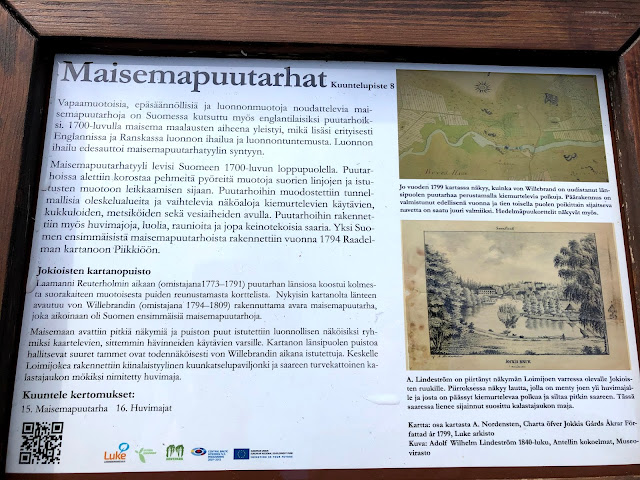 Maisemapuutarhat Kuuntelupiste 8
Vapaamuotoisia, epäsäännöllisiä ja luonnonmuotoja noudattelevia mai-
semapuutarhoja on Suomessa kutsuttu myös englantilaisiksi puutarhoik-
si. 1700-luvulla maisema maalausten aiheena yleistyi, mikä lisäsi erityisesti
Englannissa ja Ranskassa luonnon ihailua ja luonnontuntemusta. Luonnon
ihailu edesauttoi maisemapuutarhatyylin syntyyn.
Maisemapuutarhatyyli levisi Suomeen 1700-luvun loppupuolella. Puutar-
hoissa alettiin korostaa pehmeitä pyöreitä muotoja suorien linjojen ja istu-
tusten muotoon leikkaamisen sijaan. Puutarhoihin muodostettiin tunnel-
mallisia oleskelualueita ja vaihtelevia näköaloja kiemurtelevien käytävien,
kukkuloiden, metsiköiden sekä vesiaiheiden avulla. Puutarhoihin rakennet-
tiin myös huvimajoja, luolia, raunioita ja jopa keinotekoisia saaria. Yksi Suo-
men ensimmäisistä maisemapuutarhoista rakennettiin vuonna 1794 Raadel-
man kartanoon Piikkiöön.
Jokioisten kartanopuisto
Laamanni Reuterholmin aikaan (omistajana1773–1791) puutarhan länsiosa koostui kolmes-
ta suorakaiteen muotoisesta puiden reunustamasta korttelista. Nykyisin kartanolta länteen
avautuu von Willebrandin (omistajana 1794–1809) rakennuttama avara maisemapuutarha,
joka aikoinaan oli Suomen ensimmäisiä maisemapuutarhoja.
Maisemaan avattiin pitkiä näkymiä ja puiston puut istutettiin luonnollisen näköisiksi ryh-
miksi kaartelevien, sittemmin hävinneiden käytävien varsille. Kartanon länsipuolen puistoa
hallitsevat suuret tammet ovat todennäköisesti von Willebrandin aikana istutettuja. Keskelle
Loimijokea rakennettiin kiinalaistyylinen kuunkatselupaviljonki ja saareen turvekattoinen ka-
lastajaukon mökiksi nimitetty huvimaja.
Kuuntele kertomukset:
15. Maisemapuutarha 16. Huvimajat
Luke
Jo vuoden 1799 kartassa näkyy, kuinka von Willebrand on uudistanut län-
sipuolen puutarhaa perustamalla kiemurtelevia polkuja. Päärakennus on
valmistunut edellisenä vuonna ja tien toisella puolen poikittain sijaitseva
navetta on saatu juuri valmiiksi. Hedelmäpuukorttelit näkyvät myös.
JOKKIS BRUK
A. Lindeström on piirtänyt näkymän Loimijoen varressa olevalle Jokiois-
ten ruukille. Piirroksessa näkyy lautta, jolla on menty joen yli huvimajal-
le ja josta on päässyt kiemurtelevaa polkua ja siltaa pitkin saareen. Tässä
saaressa lienee sijainnut suosittu kalastajaukon maja.
Kartta: osa kartasta A. Nordensten, Charta öfver Jokkis Gårds Åkrar För-
fattad år 1799, Luke arkisto
Kuva: Adolf Wilhelm Lindeström 1840-luku, Antellin kokoelmat, Museo-
virasto